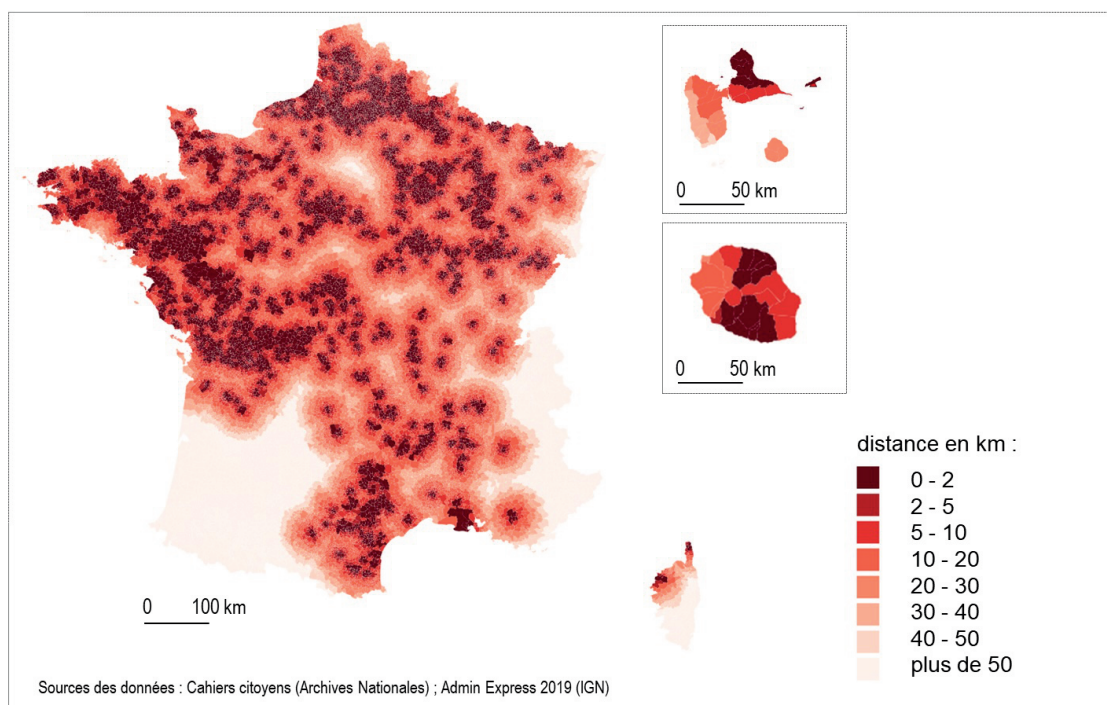 0 50 km
0 50 km
distance en km :
0 - 2
2 - 5
5 - 10
10 - 20
20 - 30
30 - 40
40 - 50
plus de 50
0 100 km
Sources des données : Cahiers citoyens (Archives Nationales) ; Admin Express 2019 (IGN)